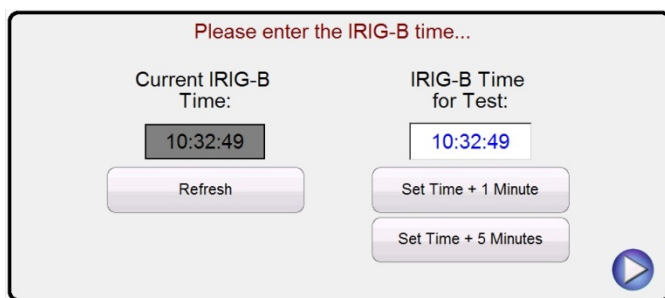 Please enter the IRIG-B time...
Current IRIG-B
Time:
10:32:49
Refresh
IRIG-B Time
for Test:
10:32:49
Set Time + 1 Minute
Set Time + 5 Minutes